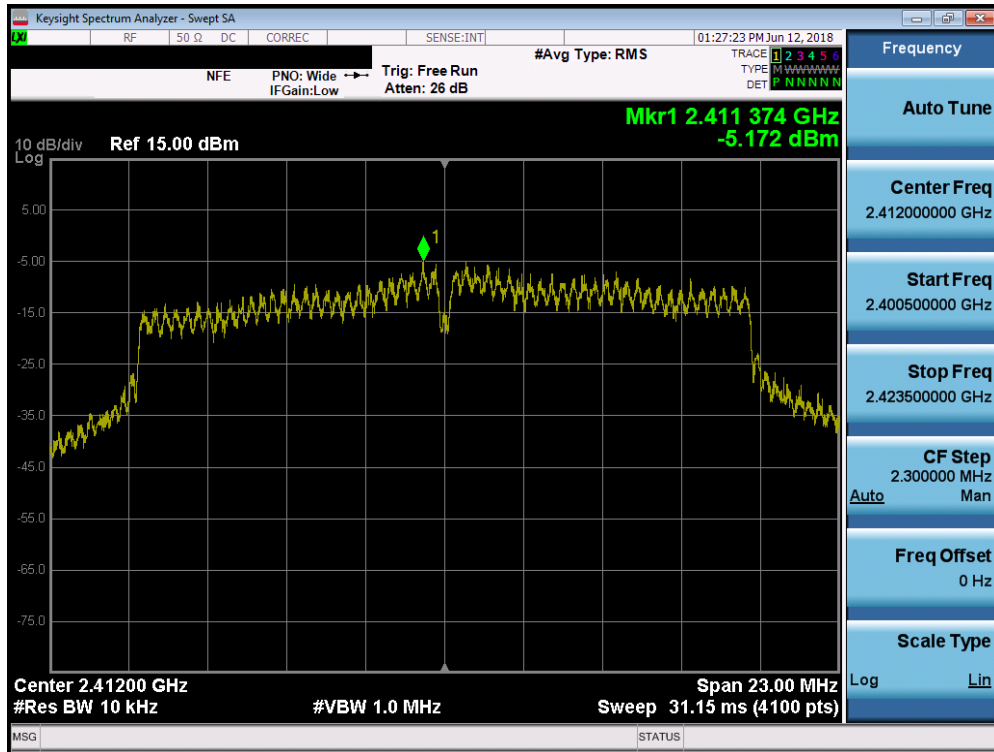 Keysight Spectrum Analyzer - Swept SA
LXI RF 50 Ω DC CORREC SENSE:INT 01:27:23 PM Jun 12, 2018
#Avg Type: RMS TRACE 1 2 3 4 5 6
NFE PNO: Wide Trig: Free Run TYPE M W W W W W
IFGain:Low Atten: 26 dB DET P N N N N N
Mkr1 2.411 374 GHz
-5.172 dBm
10 dB/div Ref 15.00 dBm
Log
1
5.00
-5.00
-15.0
-25.0
-35.0
-45.0
-55.0
-65.0
-75.0
Center 2.41200 GHz Span 23.00 MHz
#Res BW 10 kHz #VBW 1.0 MHz Sweep 31.15 ms (4100 pts)
MSG STATUS
Frequency
Auto Tune
Center Freq
2.412000000 GHz
Start Freq
2.400500000 GHz
Stop Freq
2.423500000 GHz
CF Step
2.300000 MHz
Auto Man
Freq Offset
0 Hz
Scale Type
Log Lin